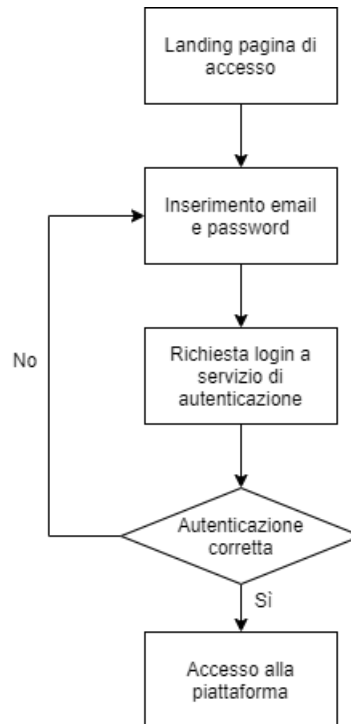 Landing pagina di
accesso
Inserimento email
e password
No
Richiesta login a
servizio di
autenticazione
Autenticazione
corretta
Sì
Accesso alla
piattaforma